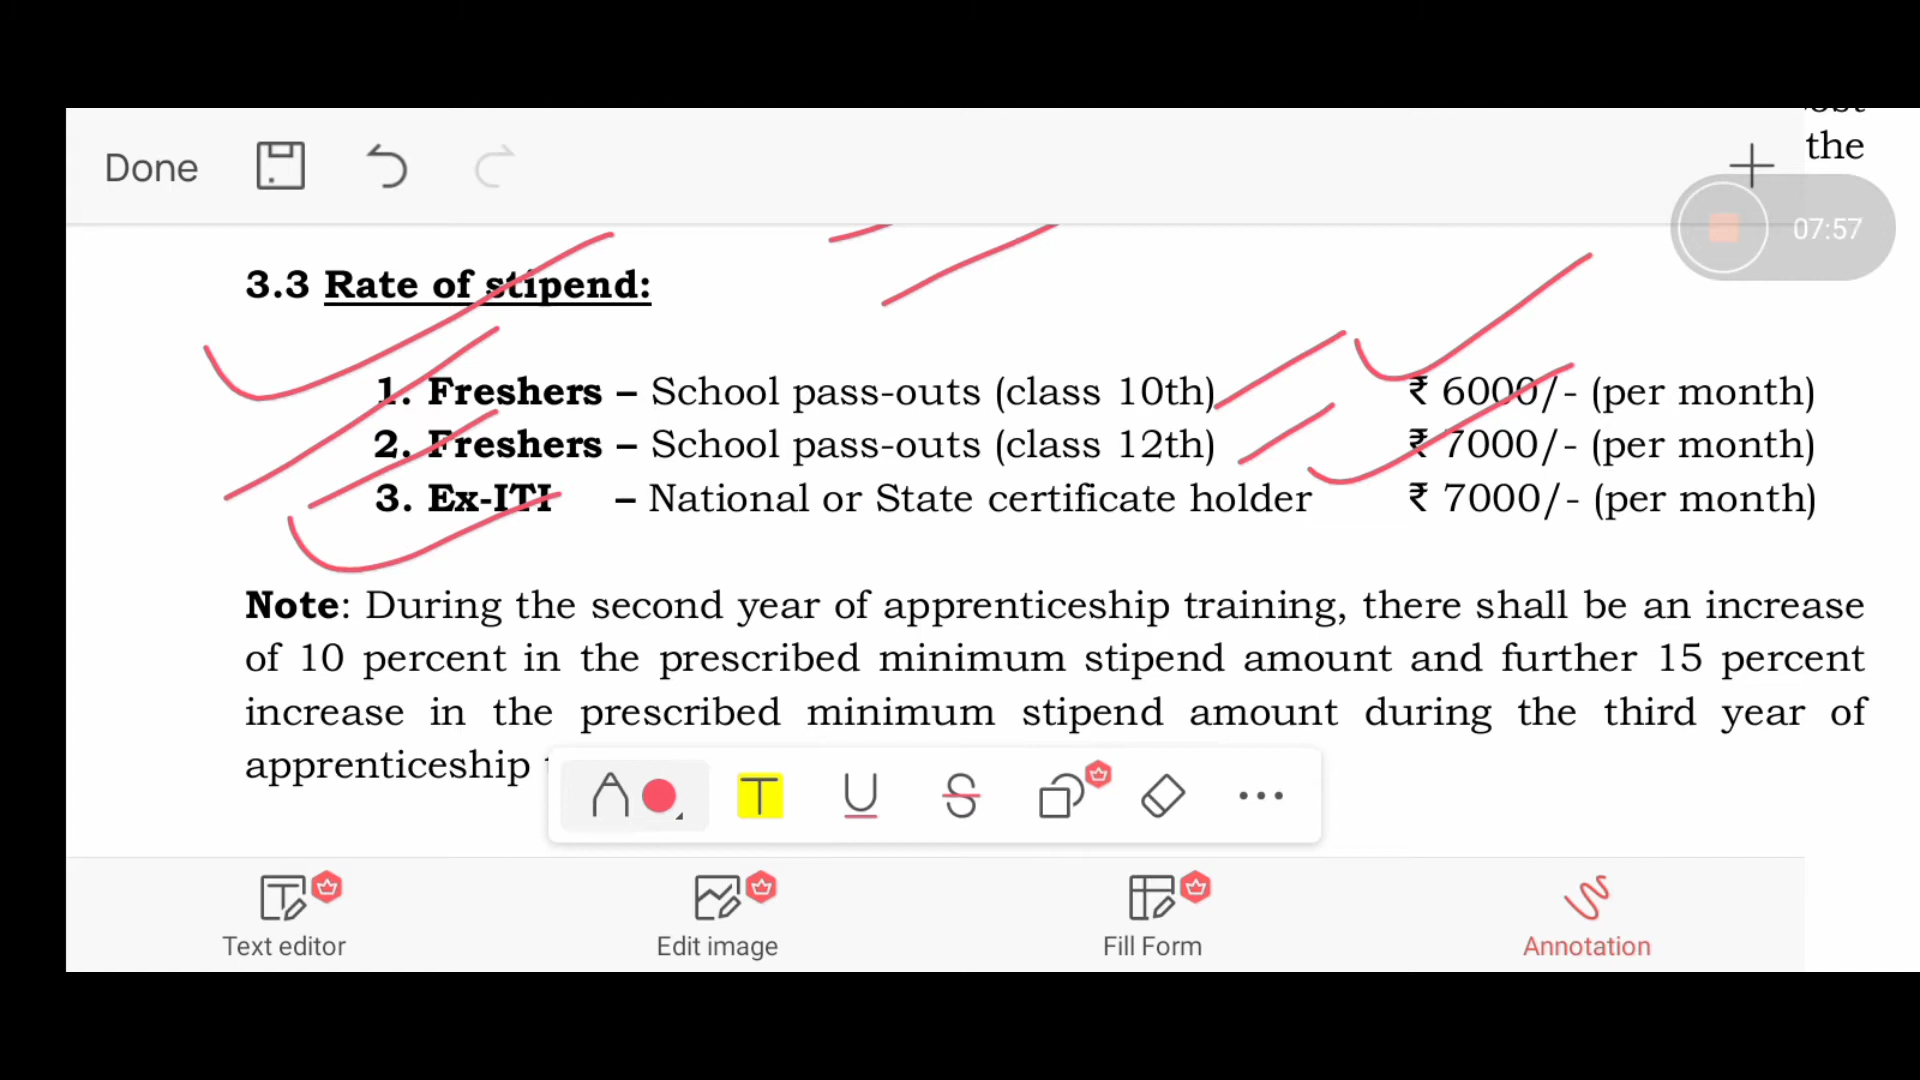 Done
the
07:57
3.3 Rate of stipend:
1. Freshers – School pass-outs (class 10th) ₹ 6000/- (per month)
2. Freshers – School pass-outs (class 12th) ₹ 7000/- (per month)
3. Ex-ITI – National or State certificate holder ₹ 7000/- (per month)
Note: During the second year of apprenticeship training, there shall be an increase
of 10 percent in the prescribed minimum stipend amount and further 15 percent
increase in the prescribed minimum stipend amount during the third year of
apprenticeship
Text editor
Edit image
Fill Form
Annotation